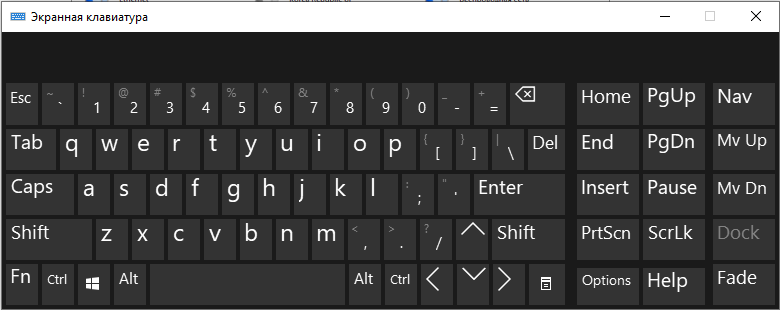 Экранная клавиатура
Esc ~ ` ! 1 @ 2 # 3 $ 4 % 5 ^ 6 & 7 * 8 ( 9 ) 0 _ - + = Home PgUp Nav
Tab q w e r t y u i o p { [ } ] | \ Del End PgDn Mv Up
Caps a s d f g h j k l : ; " ' Enter Insert Pause Mv Dn
Shift z x c v b n m < , > . ? / Shift PrtScn ScrLk Dock
Fn Ctrl Alt Alt Ctrl Options Help Fade